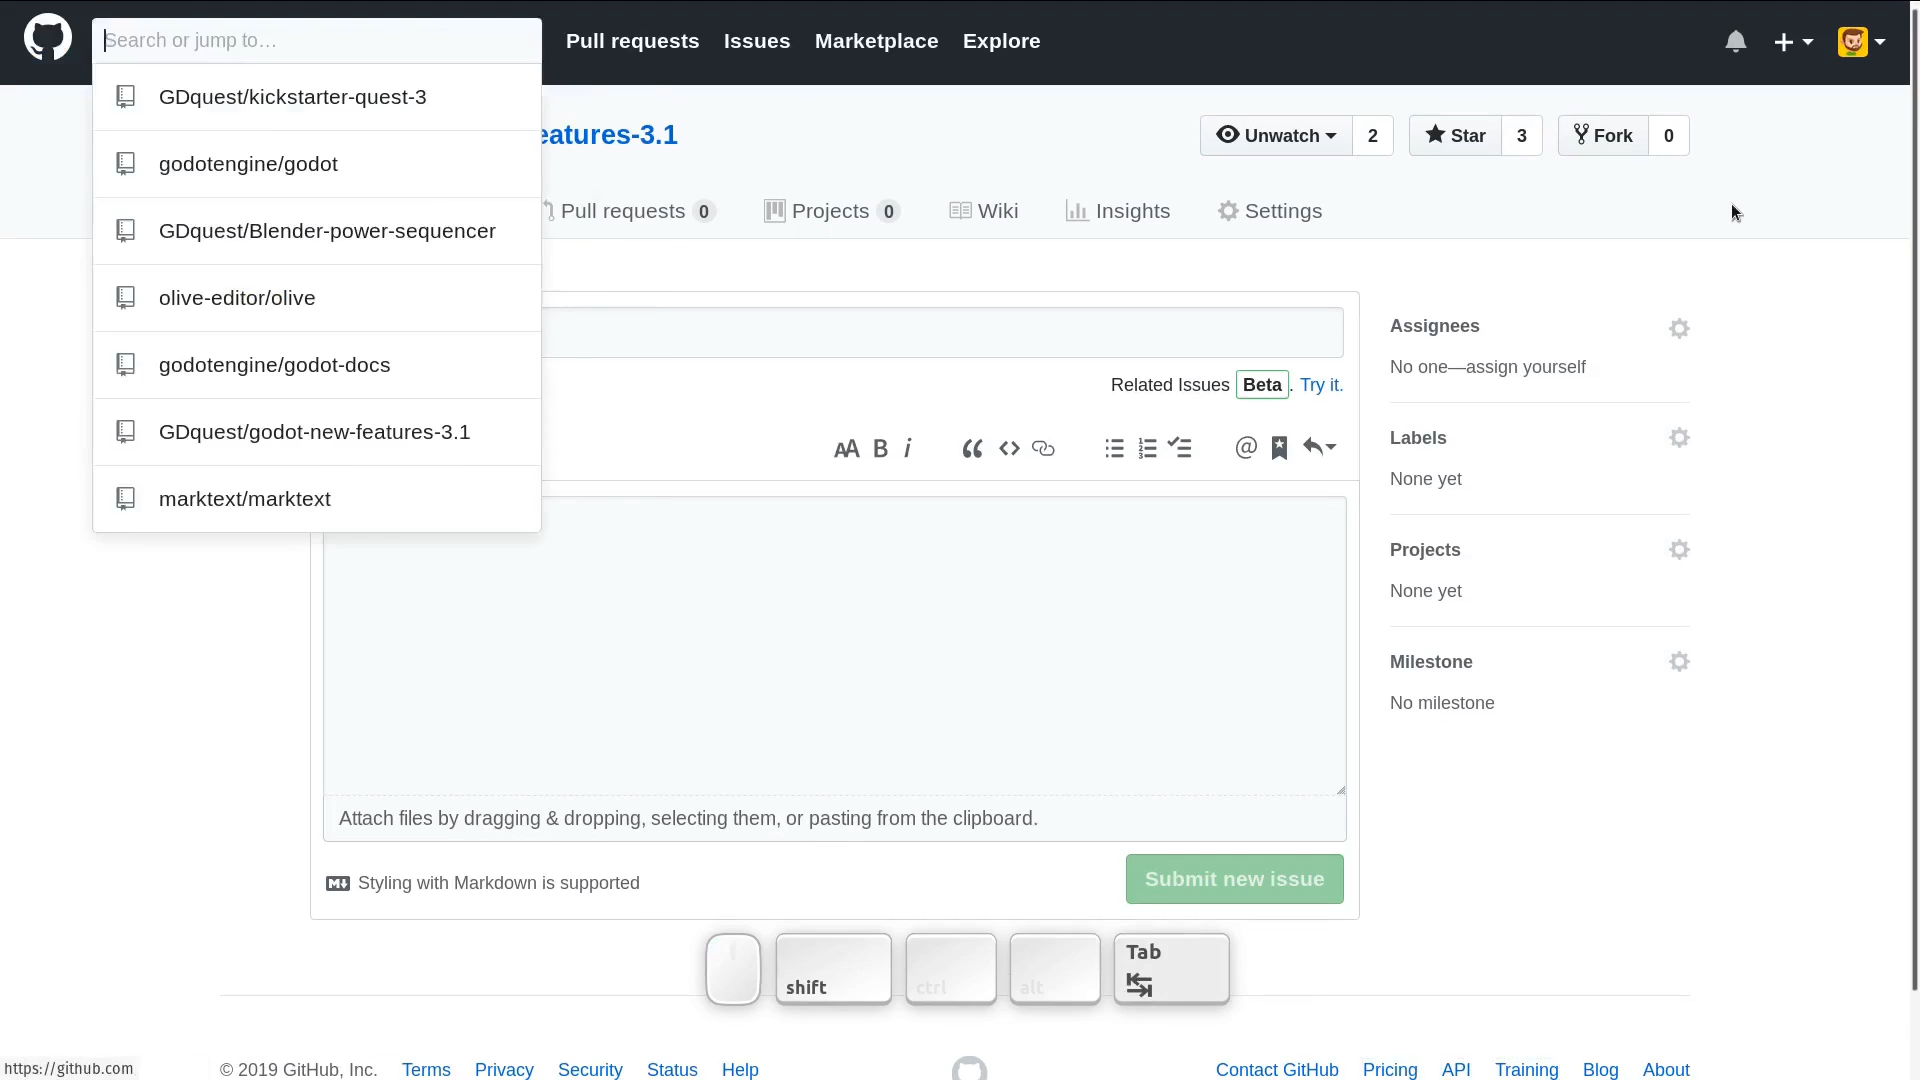 Search or jump to…
Pull requests
Issues
Marketplace
Explore
GDquest/kickstarter-quest-3
godotengine/godot
GDquest/Blender-power-sequencer
olive-editor/olive
godotengine/godot-docs
GDquest/godot-new-features-3.1
marktext/marktext
eatures-3.1
Unwatch 2
Star 3
Fork 0
Pull requests 0
Projects 0
Wiki
Insights
Settings
Related Issues Beta. Try it.
AA B i
Attach files by dragging & dropping, selecting them, or pasting from the clipboard.
Styling with Markdown is supported
Submit new issue
Assignees
No one—assign yourself
Labels
None yet
Projects
None yet
Milestone
No milestone
shift
ctrl
alt
Tab
https://github.com
© 2019 GitHub, Inc.
Terms
Privacy
Security
Status
Help
Contact GitHub
Pricing
API
Training
Blog
About